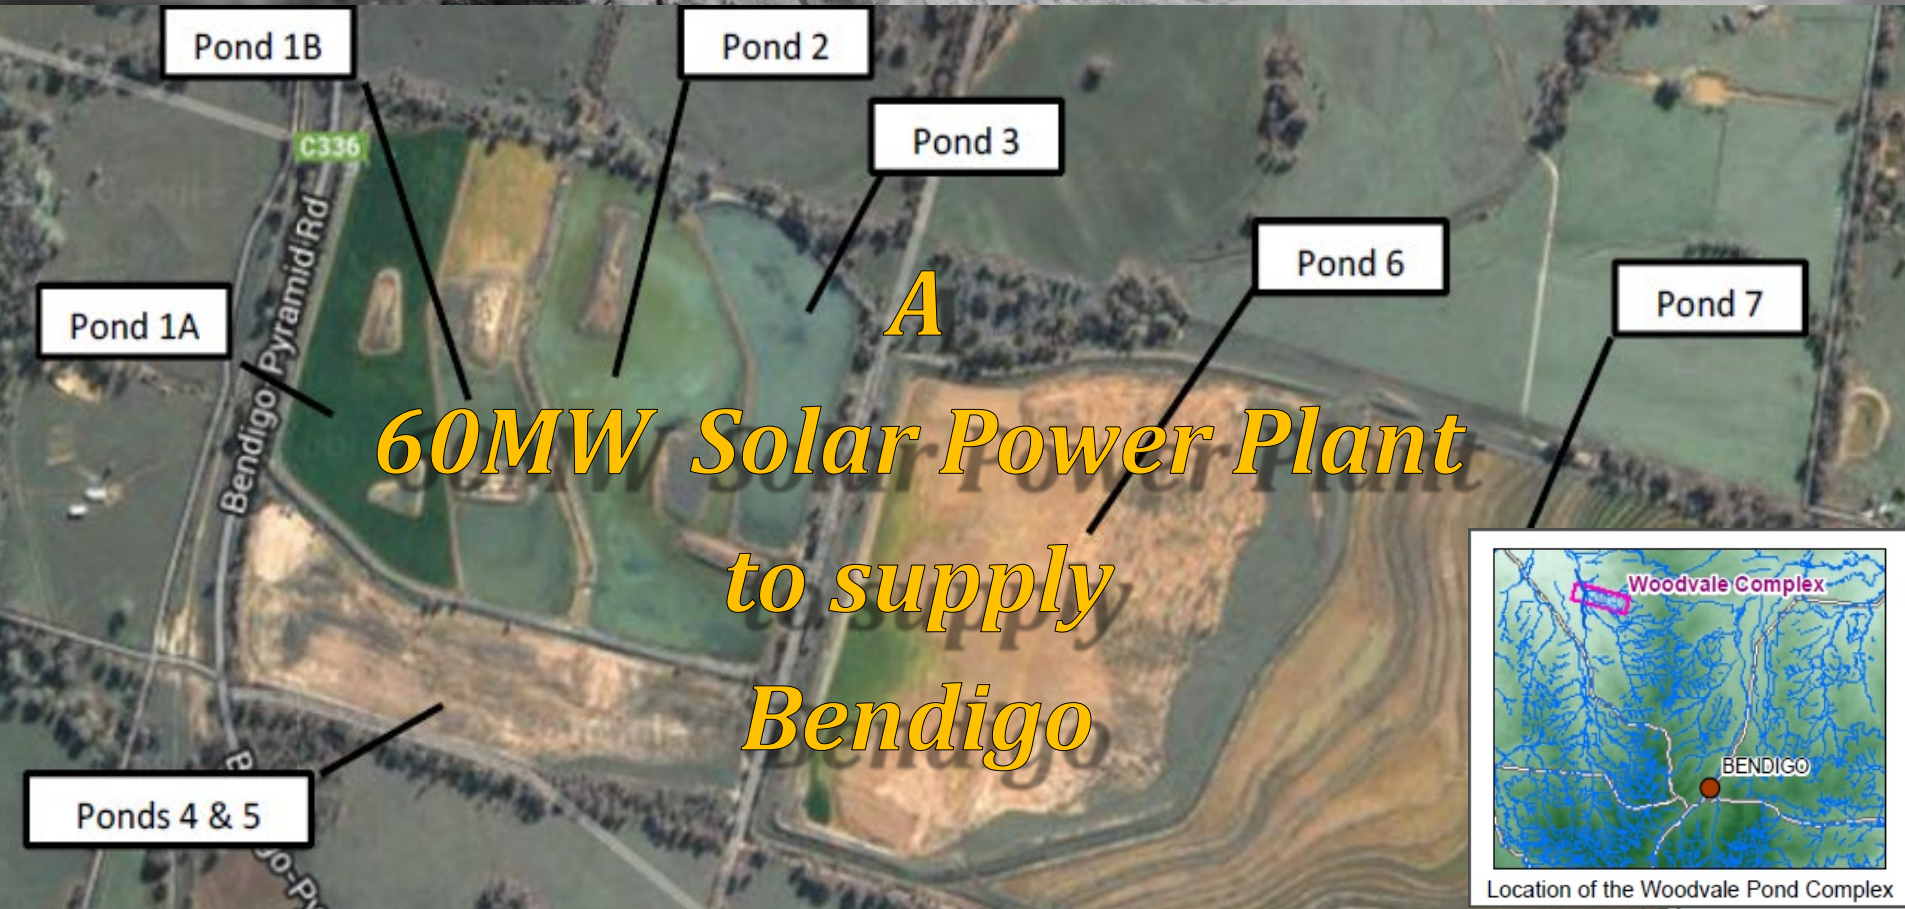 Pond 1B
Pond 2
Pond 3
C336
Pond 6
Pond 7
Pond 1A
Bendigo-Pyramid Rd
A
60MW Solar Power Plant
to supply
Bendigo
Ponds 4 & 5
Woodvale Complex
BENDIGO
Location of the Woodvale Pond Complex